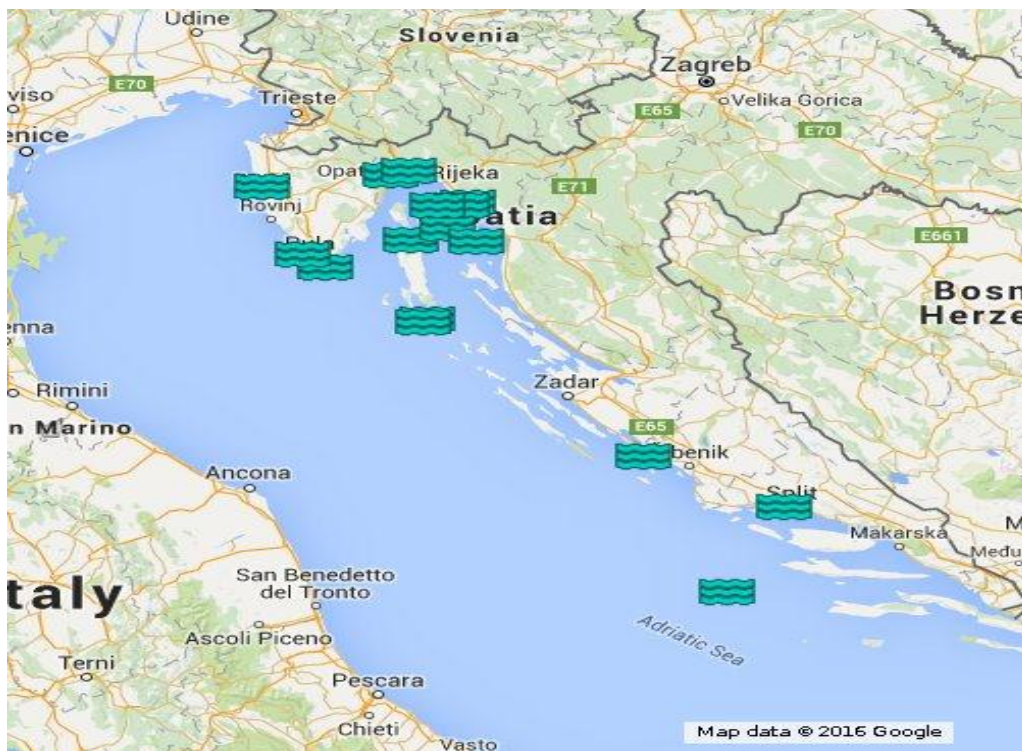 Udine
Slovenia
Zagreb
E70
viso
Trieste
E65
Velika Gorica
E70
enice
Opat
Rijeka
E71
Rovinj
atia
E661
Pula
Bosn
Herze
enna
Rimini
Zadar
n Marino
E65
benik
Ancona
Split
Makarska
M
Među
San Benedetto
del Tronto
taly
Adriatic Sea
Ascoli Piceno
Terni
Pescara
Chieti
Vasto
Map data © 2016 Google